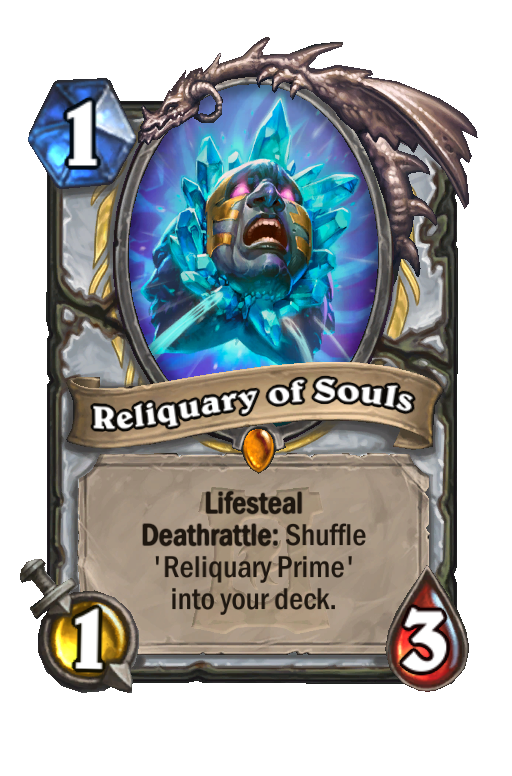 1
Reliquary of Souls
Lifesteal
Deathrattle: Shuffle
'Reliquary Prime'
into your deck.
1
3